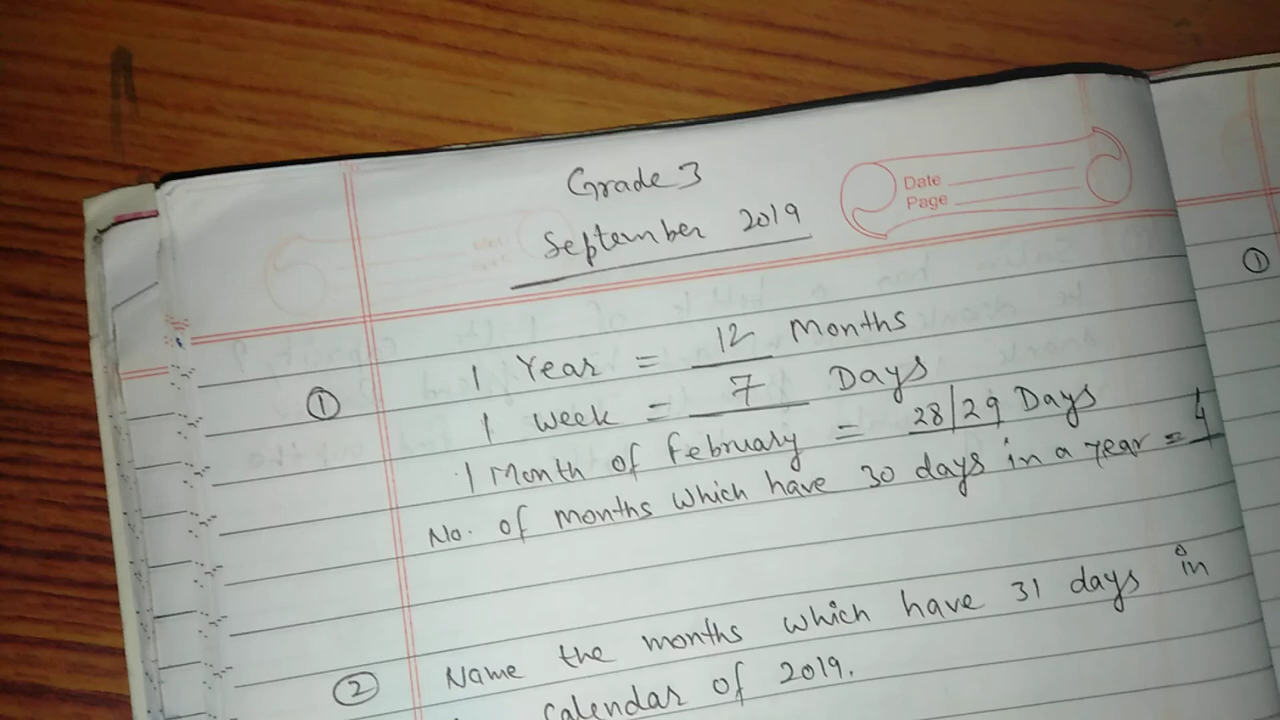 Grade 3
September 2019
Date
Page
① 1 Year = 12 Months
1 week = 7 Days
1 Month of February = 28/29 Days
No. of months which have 30 days in a year = 4
② Name the months which have 31 days in
calendar of 2019.
①